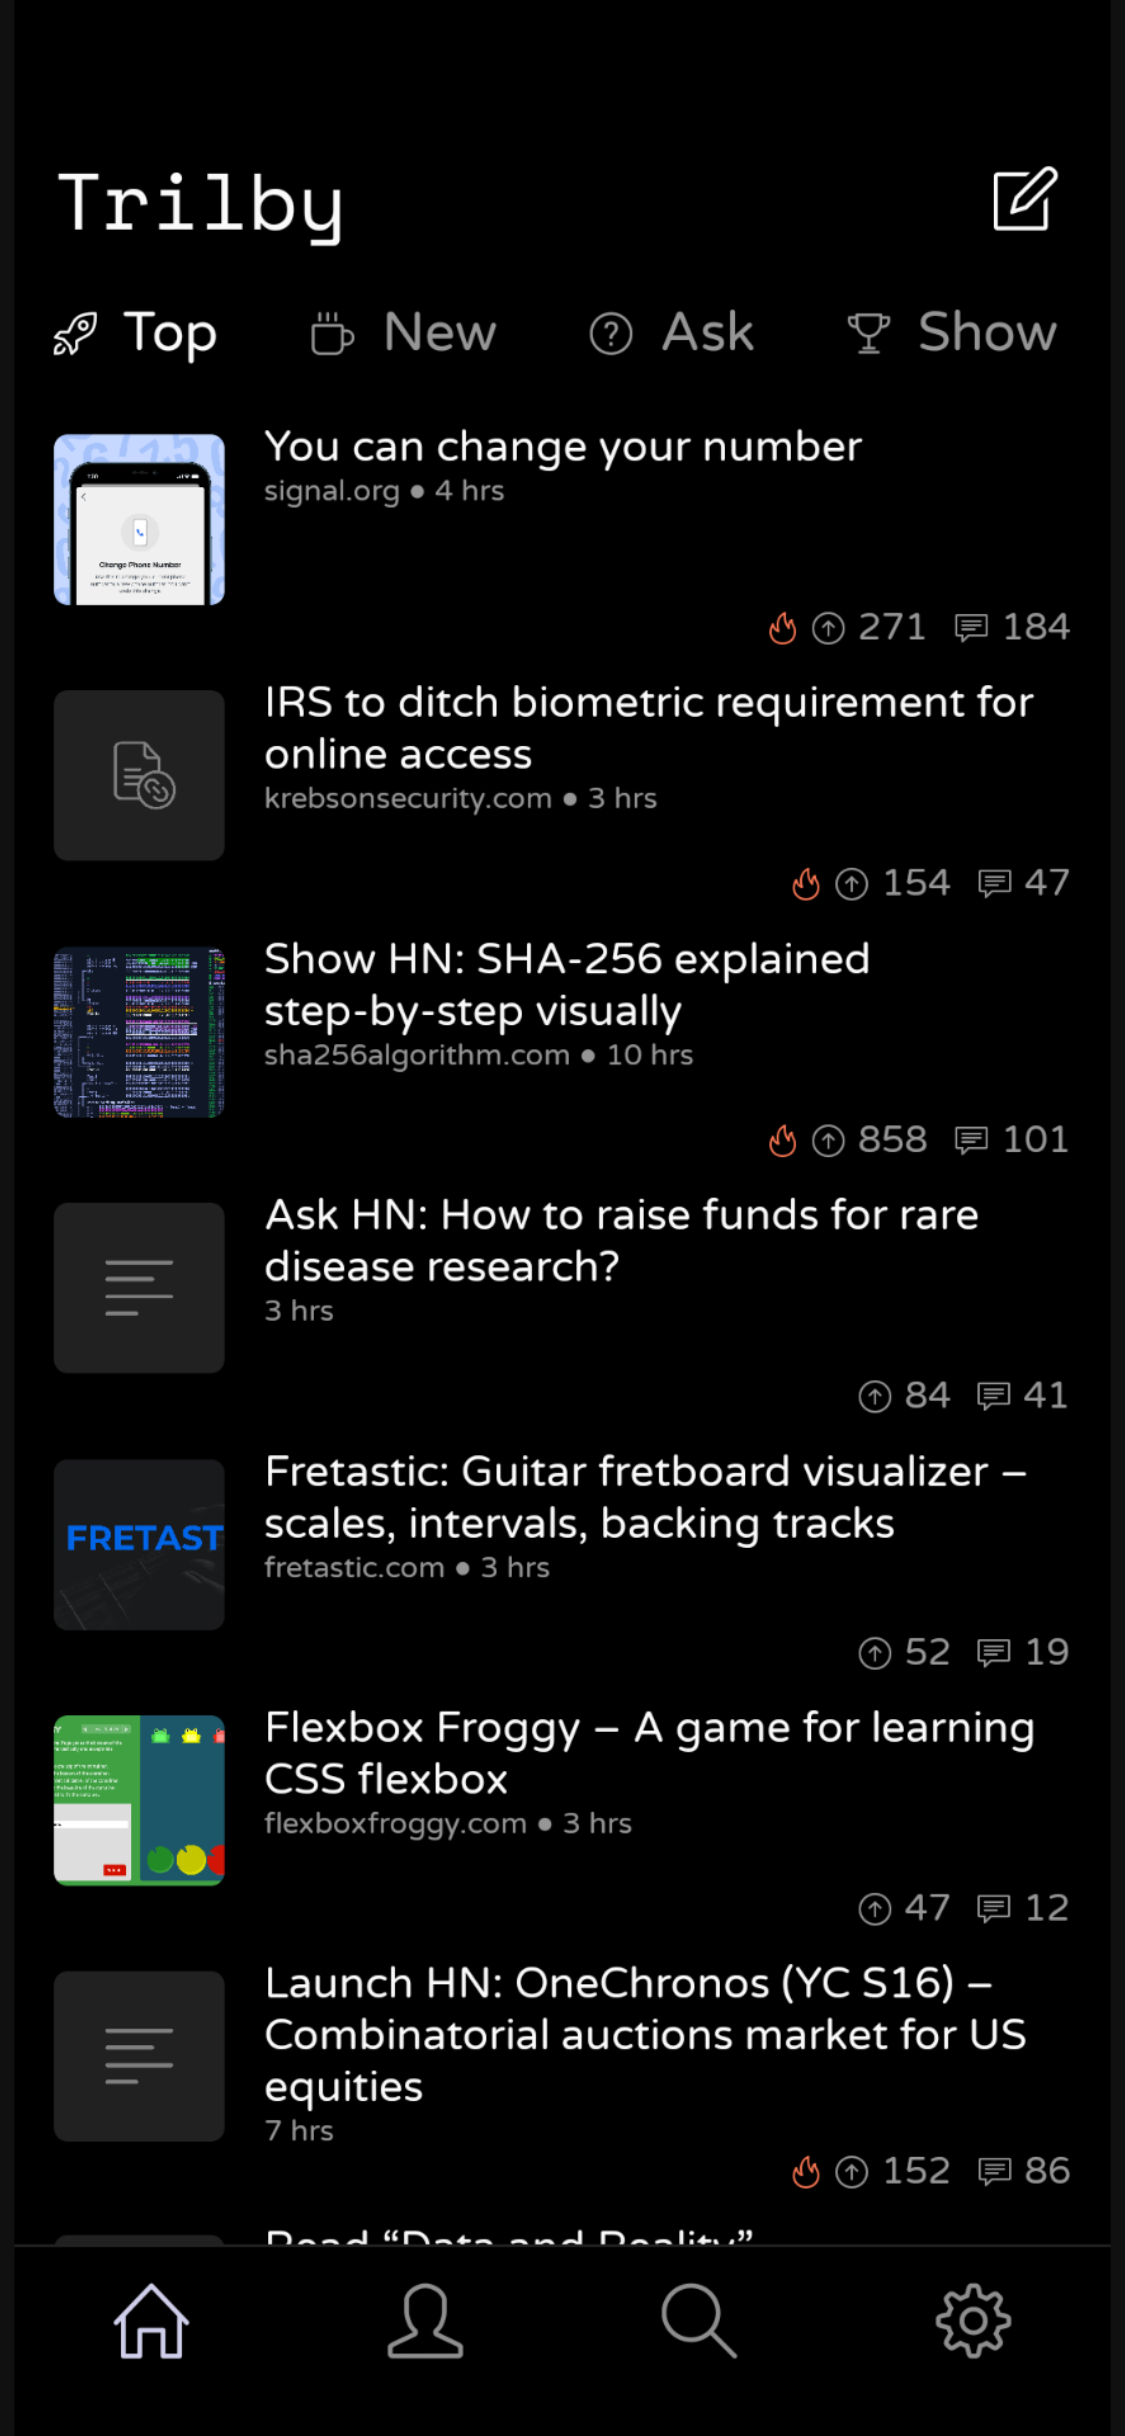 Trilby
Top New Ask Show
You can change your number
signal.org • 4 hrs
Change Phone Number
271 184
IRS to ditch biometric requirement for
online access
krebsonsecurity.com • 3 hrs
154 47
Show HN: SHA-256 explained
step-by-step visually
sha256algorithm.com • 10 hrs
858 101
Ask HN: How to raise funds for rare
disease research?
3 hrs
84 41
Fretastic: Guitar fretboard visualizer –
scales, intervals, backing tracks
fretastic.com • 3 hrs
FRETAST
52 19
Flexbox Froggy – A game for learning
CSS flexbox
flexboxfroggy.com • 3 hrs
47 12
Launch HN: OneChronos (YC S16) –
Combinatorial auctions market for US
equities
7 hrs
152 86
Read “Data and Reality”